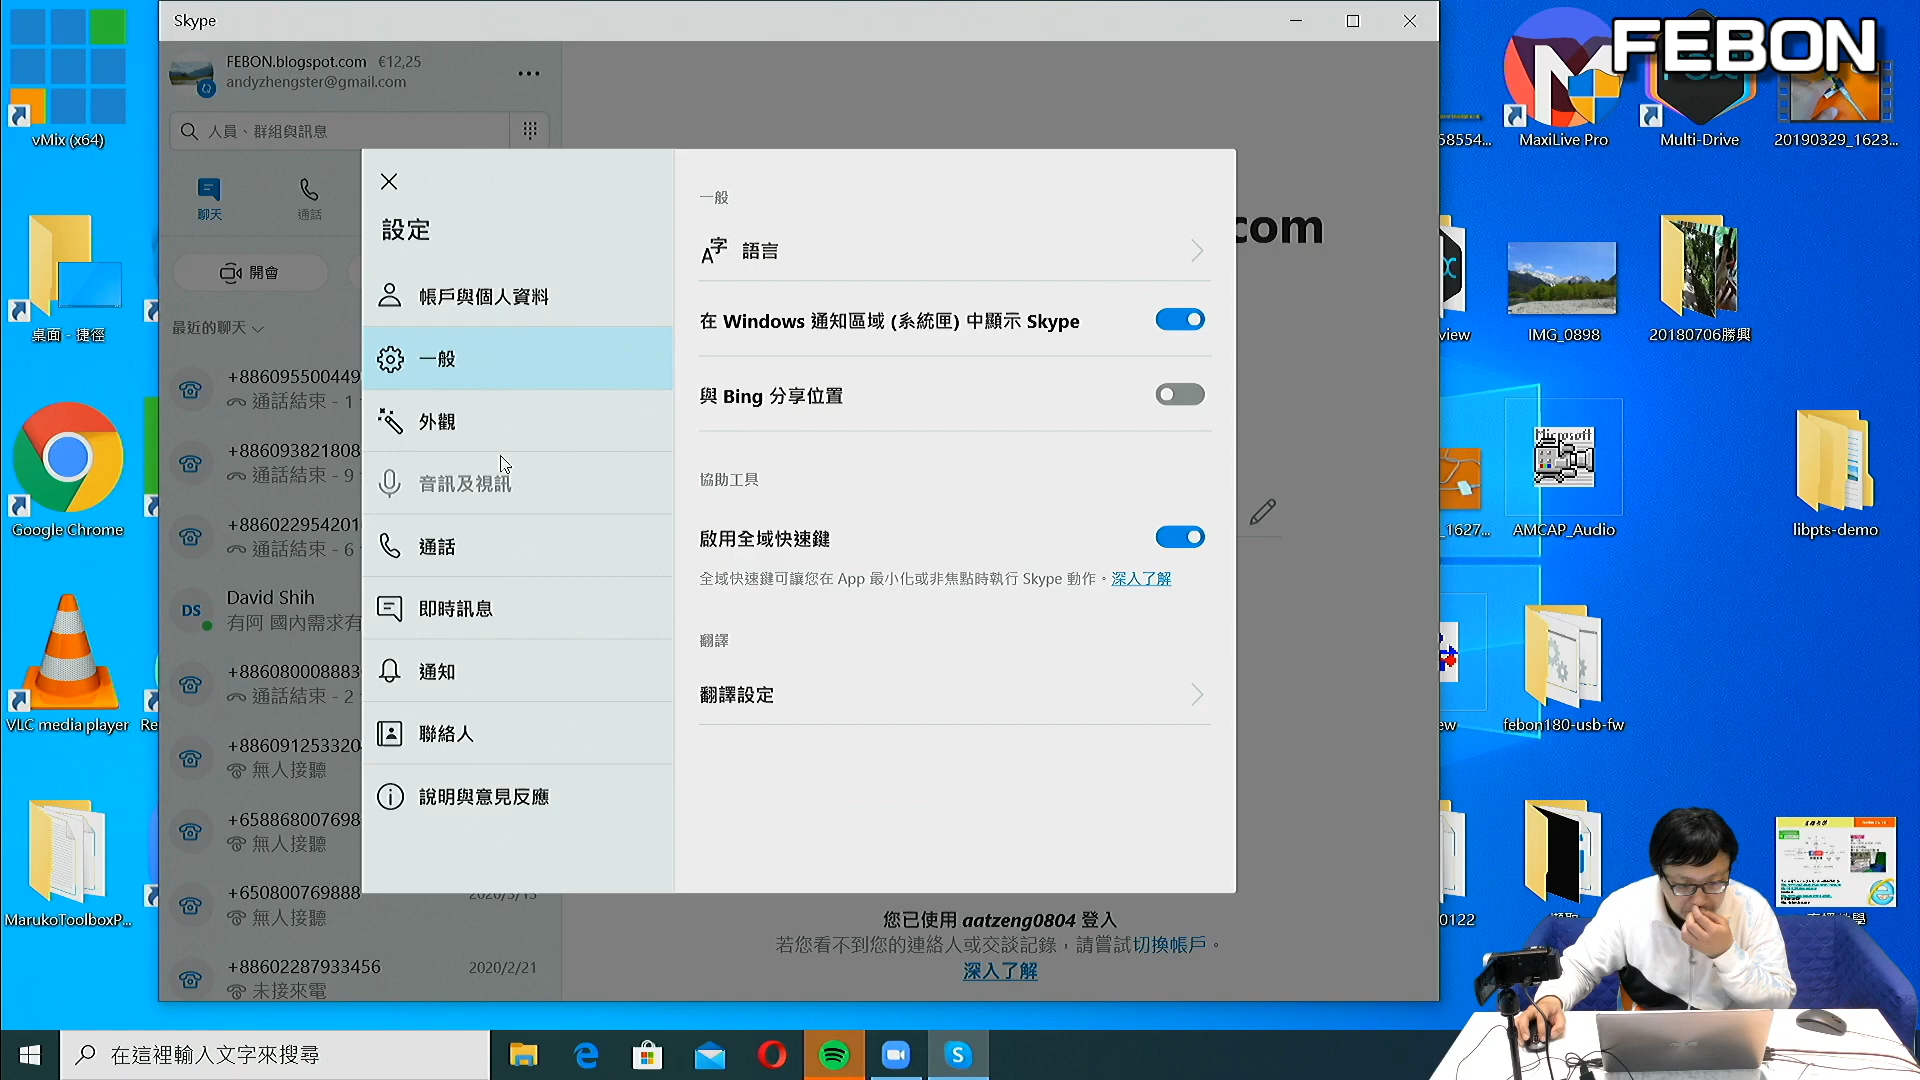 Skype
FEBON
FEBON.blogspot.com €12,25
andyzhengster@gmail.com
人員、群組與訊息
聊天
通話
開會
最近的聊天
+886095500449
通話結束 - 1
+886093821808
通話結束 - 9
+886022954201
通話結束 - 6
DS
David Shih
有阿 國內需求有
+886080008883
通話結束 - 2
+886091253320
無人接聽
+658868007698
無人接聽
+650800769888
無人接聽
+88602287933456
2020/2/21
未接來電
設定
帳戶與個人資料
一般
外觀
音訊及視訊
通話
即時訊息
通知
聯絡人
說明與意見反應
一般
語言
在 Windows 通知區域 (系統匣) 中顯示 Skype
與 Bing 分享位置
協助工具
啟用全域快速鍵
全域快速鍵可讓您在 App 最小化或非焦點時執行 Skype 動作。深入了解
翻譯
翻譯設定
com
您已使用 aatzeng0804 登入
若您看不到您的連絡人或交談記錄，請嘗試切換帳戶。
深入了解
vMix (x64)
桌面 - 捷徑
Google Chrome
VLC media player
Re
MarukoToolboxP...
68554...
MaxiLive Pro
Multi-Drive
20190329_1623...
view
IMG_0898
20180706勝興
_1627...
Microsoft
AMCAP_Audio
libpts-demo
ew
febon180-usb-fw
0122
在這裡輸入文字來搜尋